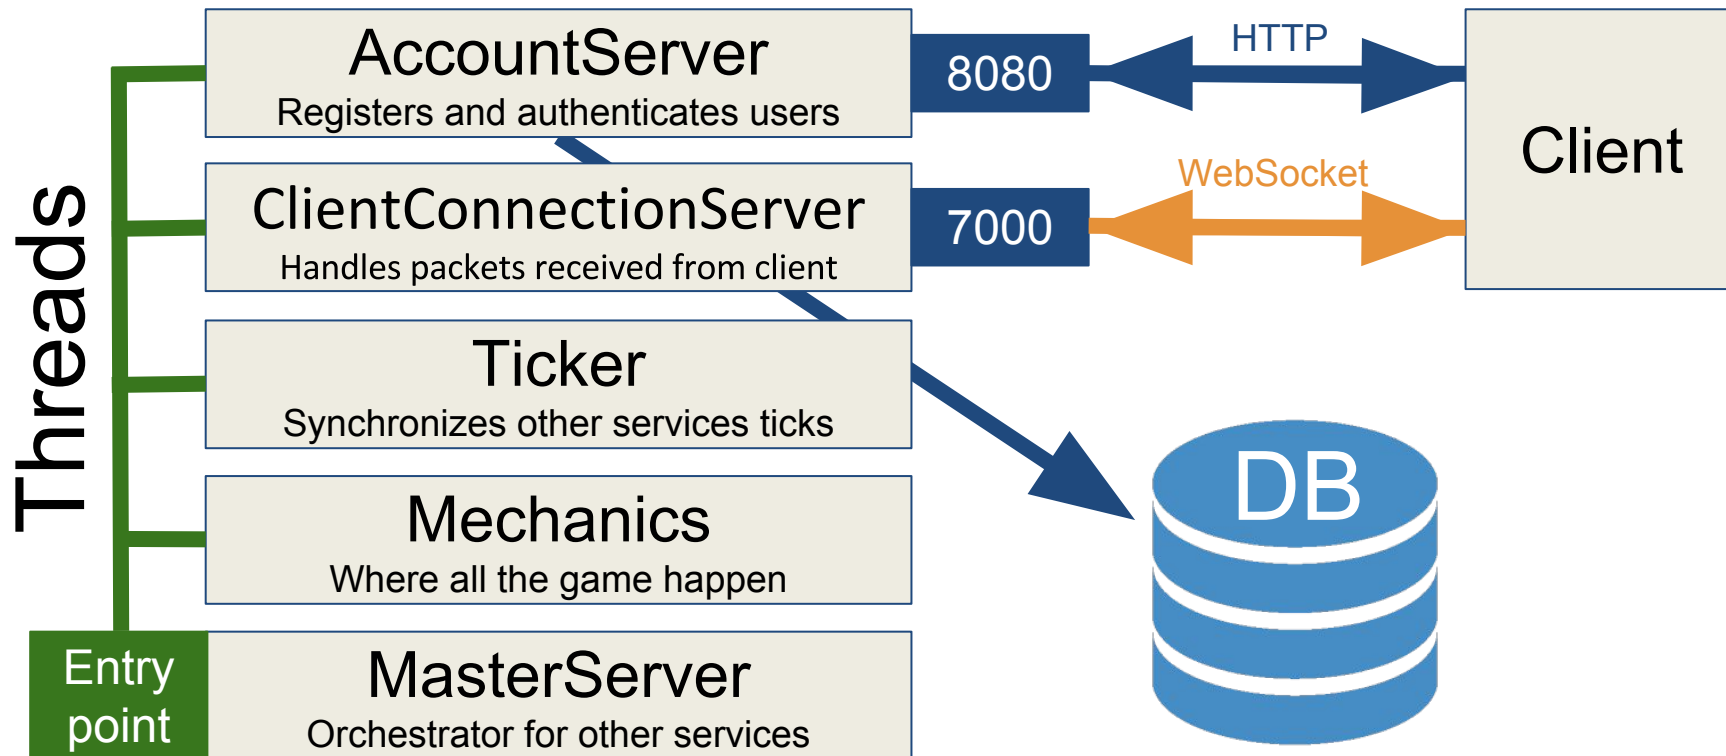 Threads
AccountServer
Registers and authenticates users
8080
HTTP
Client
ClientConnectionServer
Handles packets received from client
7000
WebSocket
Ticker
Synchronizes other services ticks
DB
Mechanics
Where all the game happen
Entry
point
MasterServer
Orchestrator for other services